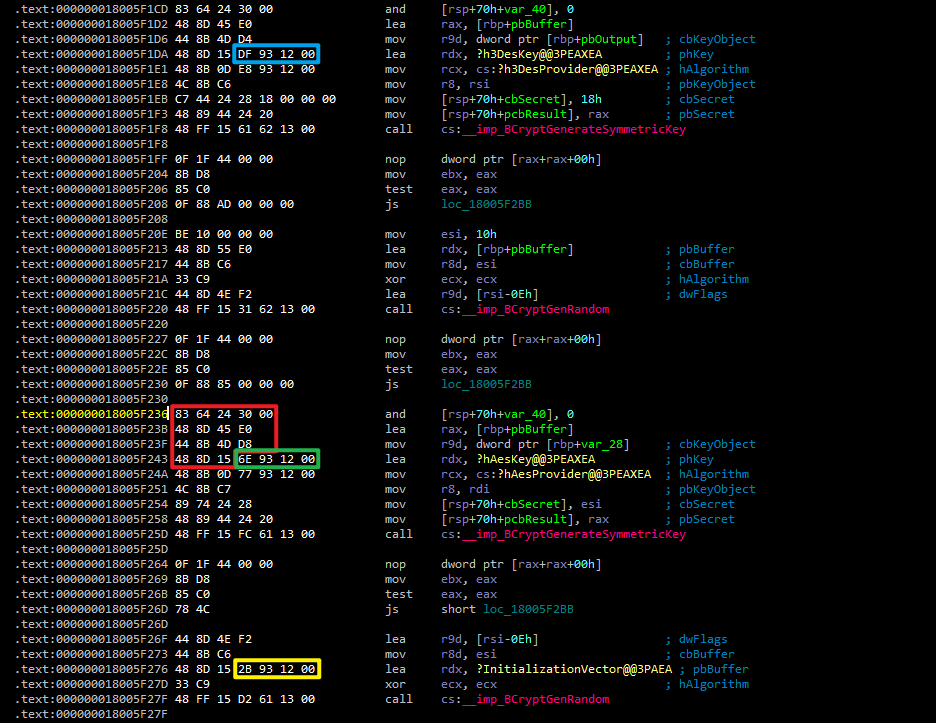 .text:000000018005F1CD 83 64 24 30 00 and [rsp+70h+var_40], 0
.text:000000018005F1D2 48 8D 45 E0 lea rax, [rbp+pbBuffer]
.text:000000018005F1D6 44 8B 4D D4 mov r9d, dword ptr [rbp+pbOutput] ; cbKeyObject
.text:000000018005F1DA 48 8D 15 DF 93 12 00 lea rdx, ?h3DesKey@@3PEAXEA ; phKey
.text:000000018005F1E1 48 8B 0D E8 93 12 00 mov rcx, cs:?h3DesProvider@@3PEAXEA ; hAlgorithm
.text:000000018005F1E8 4C 8B C6 mov r8, rsi ; pbKeyObject
.text:000000018005F1EB C7 44 24 28 18 00 00 00 mov [rsp+70h+cbSecret], 18h ; cbSecret
.text:000000018005F1F3 48 89 44 24 20 mov [rsp+70h+pcbResult], rax ; pbSecret
.text:000000018005F1F8 48 FF 15 61 62 13 00 call cs:__imp_BCryptGenerateSymmetricKey
.text:000000018005F1F8
.text:000000018005F1FF 0F 1F 44 00 00 nop dword ptr [rax+rax+00h]
.text:000000018005F204 8B D8 mov ebx, eax
.text:000000018005F206 85 C0 test eax, eax
.text:000000018005F208 0F 88 AD 00 00 00 js loc_18005F2BB
.text:000000018005F208
.text:000000018005F20E BE 10 00 00 00 mov esi, 10h
.text:000000018005F213 48 8D 55 E0 lea rdx, [rbp+pbBuffer] ; pbBuffer
.text:000000018005F217 44 8B C6 mov r8d, esi ; cbBuffer
.text:000000018005F21A 33 C9 xor ecx, ecx ; hAlgorithm
.text:000000018005F21C 44 8D 4E F2 lea r9d, [rsi-0Eh] ; dwFlags
.text:000000018005F220 48 FF 15 31 62 13 00 call cs:__imp_BCryptGenRandom
.text:000000018005F220
.text:000000018005F227 0F 1F 44 00 00 nop dword ptr [rax+rax+00h]
.text:000000018005F22C 8B D8 mov ebx, eax
.text:000000018005F22E 85 C0 test eax, eax
.text:000000018005F230 0F 88 85 00 00 00 js loc_18005F2BB
.text:000000018005F230
.text:000000018005F236 83 64 24 30 00 and [rsp+70h+var_40], 0
.text:000000018005F23B 48 8D 45 E0 lea rax, [rbp+pbBuffer]
.text:000000018005F23F 44 8B 4D D8 mov r9d, dword ptr [rbp+var_28] ; cbKeyObject
.text:000000018005F243 48 8D 15 6E 93 12 00 lea rdx, ?hAesKey@@3PEAXEA ; phKey
.text:000000018005F24A 48 8B 0D 77 93 12 00 mov rcx, cs:?hAesProvider@@3PEAXEA ; hAlgorithm
.text:000000018005F251 4C 8B C7 mov r8, rdi ; pbKeyObject
.text:000000018005F254 89 74 24 28 mov [rsp+70h+cbSecret], esi ; cbSecret
.text:000000018005F258 48 89 44 24 20 mov [rsp+70h+pcbResult], rax ; pbSecret
.text:000000018005F25D 48 FF 15 FC 61 13 00 call cs:__imp_BCryptGenerateSymmetricKey
.text:000000018005F25D
.text:000000018005F264 0F 1F 44 00 00 nop dword ptr [rax+rax+00h]
.text:000000018005F269 8B D8 mov ebx, eax
.text:000000018005F26B 85 C0 test eax, eax
.text:000000018005F26D 78 4C js short loc_18005F2BB
.text:000000018005F26D
.text:000000018005F26F 44 8D 4E F2 lea r9d, [rsi-0Eh] ; dwFlags
.text:000000018005F273 44 8B C6 mov r8d, esi ; cbBuffer
.text:000000018005F276 48 8D 15 2B 93 12 00 lea rdx, ?InitializationVector@@3PAEA ; pbBuffer
.text:000000018005F27D 33 C9 xor ecx, ecx ; hAlgorithm
.text:000000018005F27F 48 FF 15 D2 61 13 00 call cs:__imp_BCryptGenRandom
.text:000000018005F27F